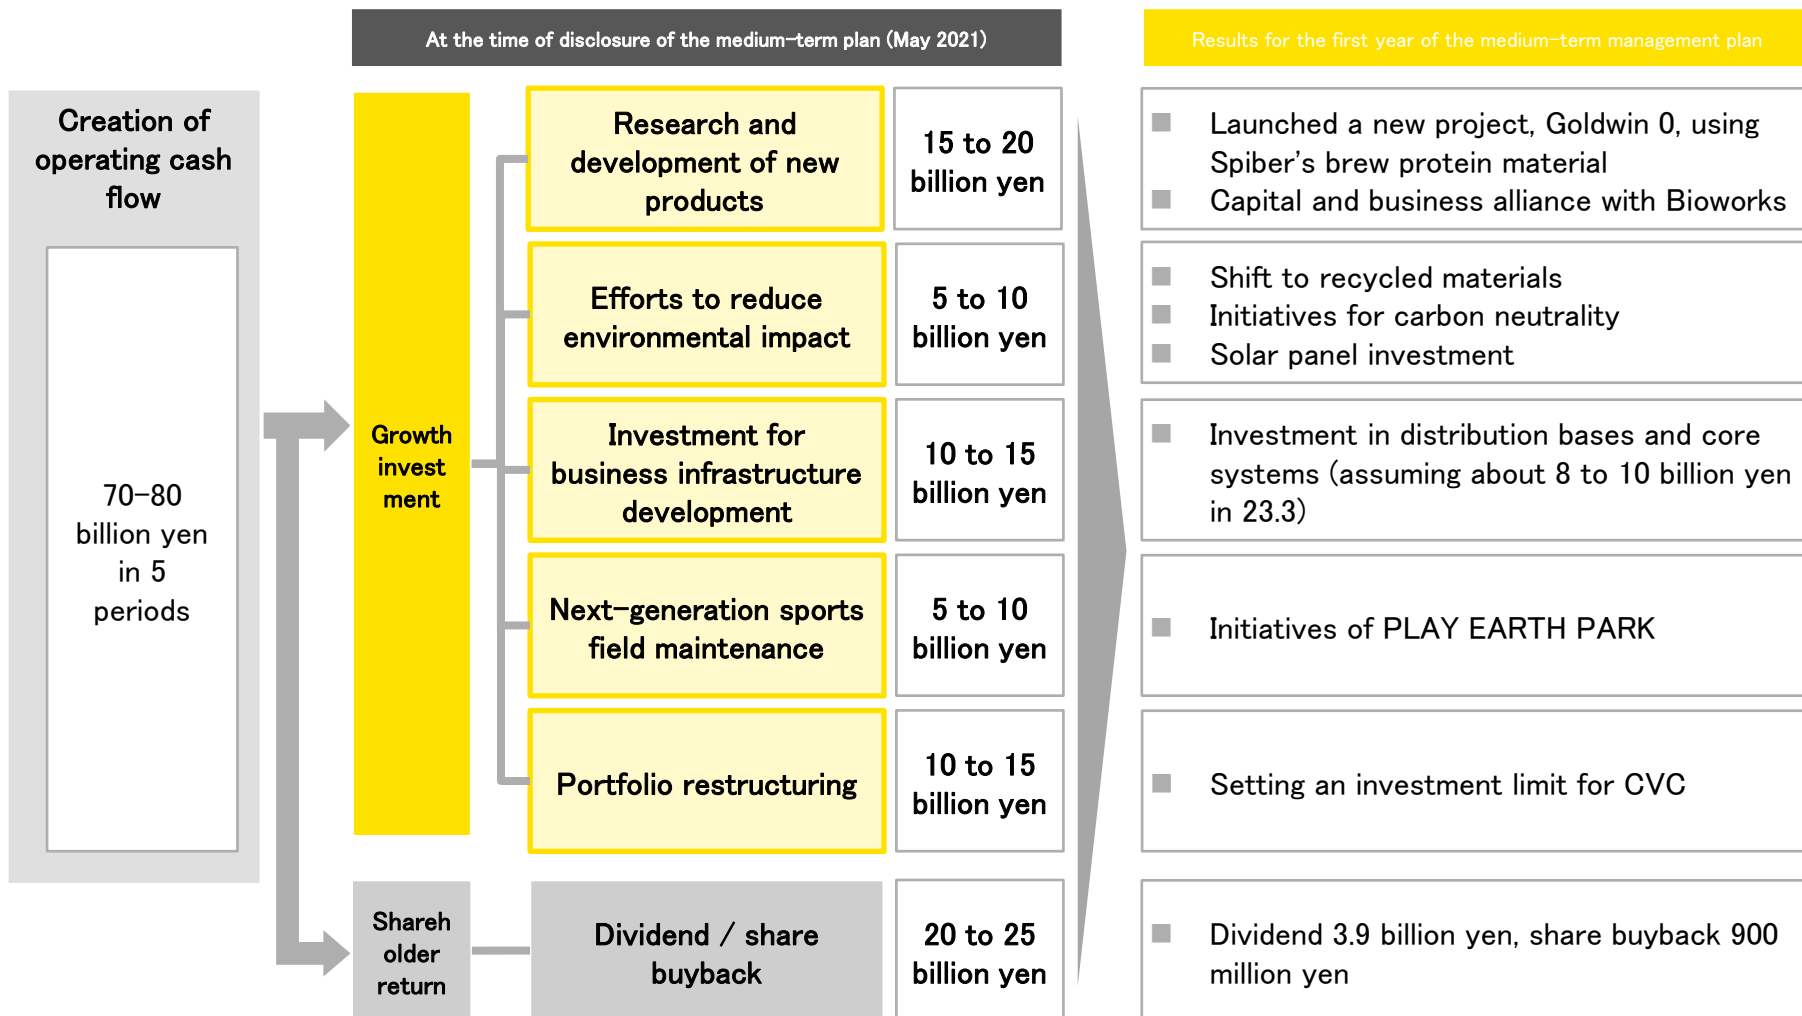 At the time of disclosure of the medium-term plan (May 2021)
Results for the first year of the medium-term management plan
Creation of
operating cash
flow
70-80
billion yen
in 5
periods
Growth
invest
ment
Research and
development of new
products
15 to 20
billion yen
Launched a new project, Goldwin 0, using
Spiber's brew protein material
Capital and business alliance with Bioworks
Efforts to reduce
environmental impact
5 to 10
billion yen
Shift to recycled materials
Initiatives for carbon neutrality
Solar panel investment
Investment for
business infrastructure
development
10 to 15
billion yen
Investment in distribution bases and core
systems (assuming about 8 to 10 billion yen
in 23.3)
Next-generation sports
field maintenance
5 to 10
billion yen
Initiatives of PLAY EARTH PARK
Portfolio restructuring
10 to 15
billion yen
Setting an investment limit for CVC
Shareh
older
return
Dividend / share
buyback
20 to 25
billion yen
Dividend 3.9 billion yen, share buyback 900
million yen